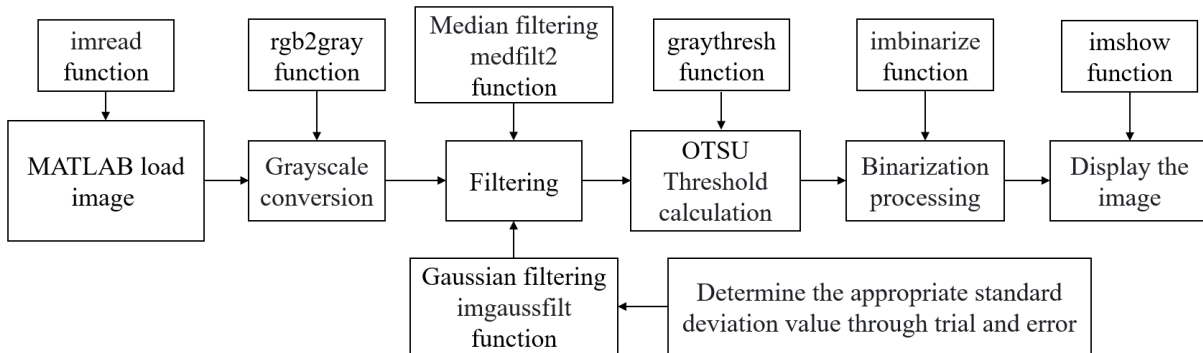 imread
function
rgb2gray
function
Median filtering
medfilt2
function
graythresh
function
imbinarize
function
imshow
function
MATLAB load
image
Grayscale
conversion
Filtering
OTSU
Threshold
calculation
Binarization
processing
Display the
image
Gaussian filtering
imgaussfilt
function
Determine the appropriate standard
deviation value through trial and error